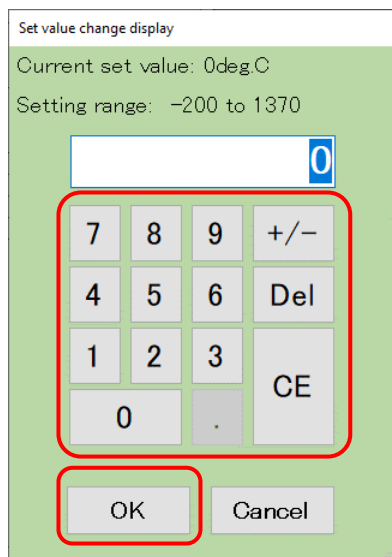 Set value change display
Current set value: 0deg.C
Setting range: -200 to 1370
0
7 8 9 +/-
4 5 6 Del
1 2 3 CE
0 .
OK Cancel